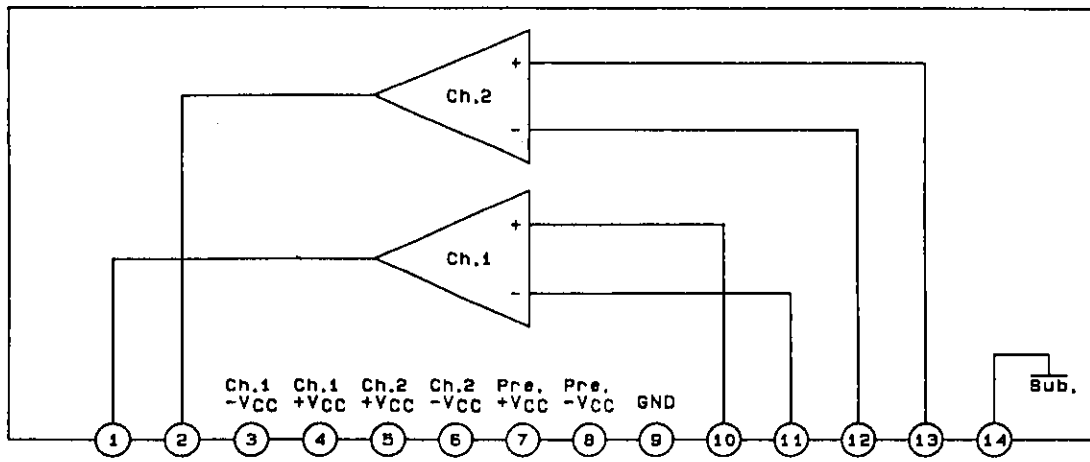 +
Ch.2
−
+
Ch.1
−
Ch.1 Ch.1 Ch.2 Ch.2 Pre. Pre.
−VCC +VCC +VCC −VCC +VCC −VCC GND
Sub.
1 2 3 4 5 6 7 8 9 10 11 12 13 14